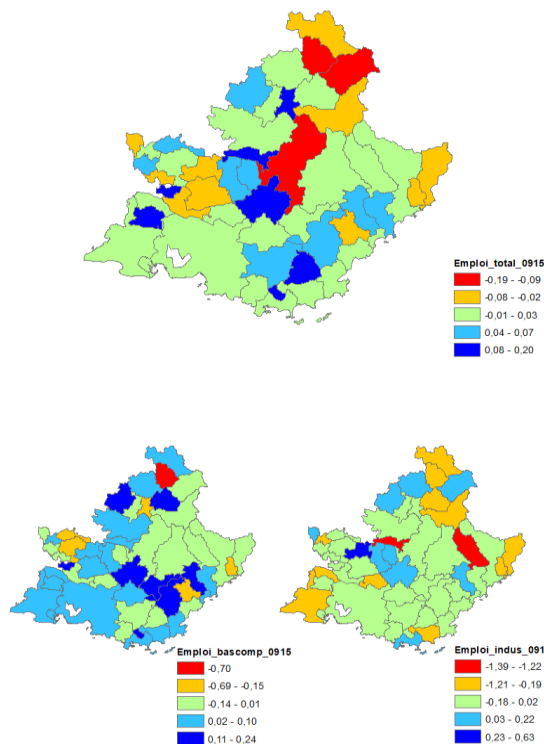 Emploi_total_0915
-0,19 - -0,09
-0,08 - -0,02
-0,01 - 0,03
0,04 - 0,07
0,08 - 0,20
Emploi_bascomp_0915
-0,70
-0,69 - -0,15
-0,14 - 0,01
0,02 - 0,10
0,11 - 0,24
Emploi_indus_091
-1,39 - -1,22
-1,21 - -0,19
-0,18 - 0,02
0,03 - 0,22
0,23 - 0,63